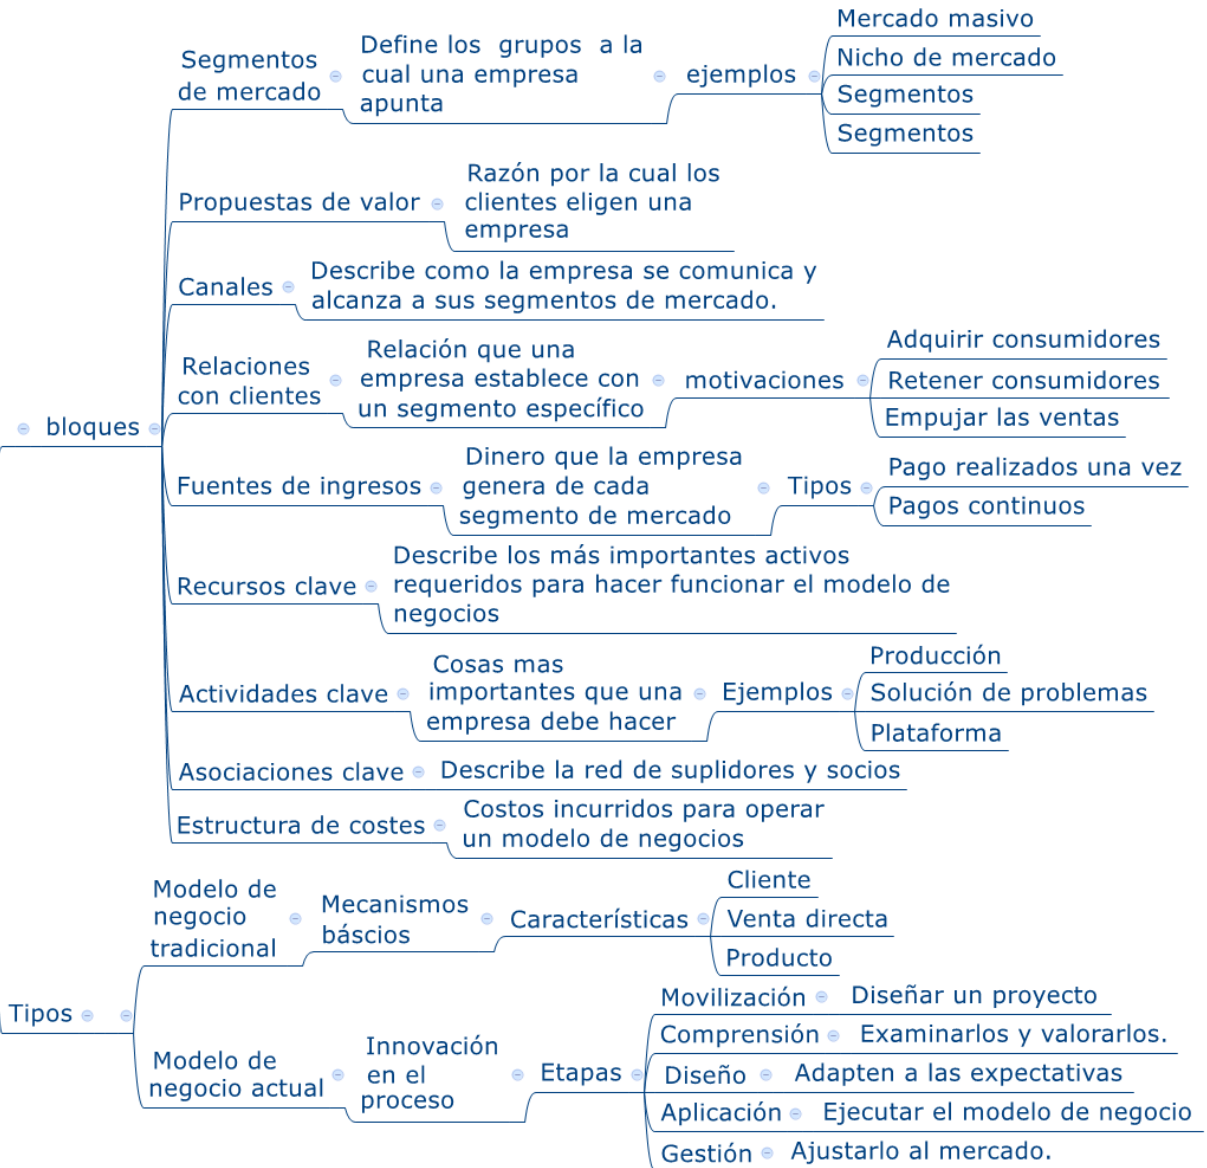 bloques
Segmentos
de mercado
Define los grupos a la
cual una empresa
apunta
ejemplos
Mercado masivo
Nicho de mercado
Segmentos
Segmentos
Propuestas de valor
Razón por la cual los
clientes eligen una
empresa
Canales
Describe como la empresa se comunica y
alcanza a sus segmentos de mercado.
Relaciones
con clientes
Relación que una
empresa establece con
un segmento específico
motivaciones
Adquirir consumidores
Retener consumidores
Empujar las ventas
Fuentes de ingresos
Dinero que la empresa
genera de cada
segmento de mercado
Tipos
Pago realizados una vez
Pagos continuos
Recursos clave
Describe los más importantes activos
requeridos para hacer funcionar el modelo de
negocios
Actividades clave
Cosas mas
importantes que una
empresa debe hacer
Ejemplos
Producción
Solución de problemas
Plataforma
Asociaciones clave
Describe la red de suplidores y socios
Estructura de costes
Costos incurridos para operar
un modelo de negocios
Tipos
Modelo de
negocio
tradicional
Mecanismos
báscios
Características
Cliente
Venta directa
Producto
Modelo de
negocio actual
Innovación
en el
proceso
Etapas
Movilización
Diseñar un proyecto
Comprensión
Examinarlos y valorarlos.
Diseño
Adapten a las expectativas
Aplicación
Ejecutar el modelo de negocio
Gestión
Ajustarlo al mercado.